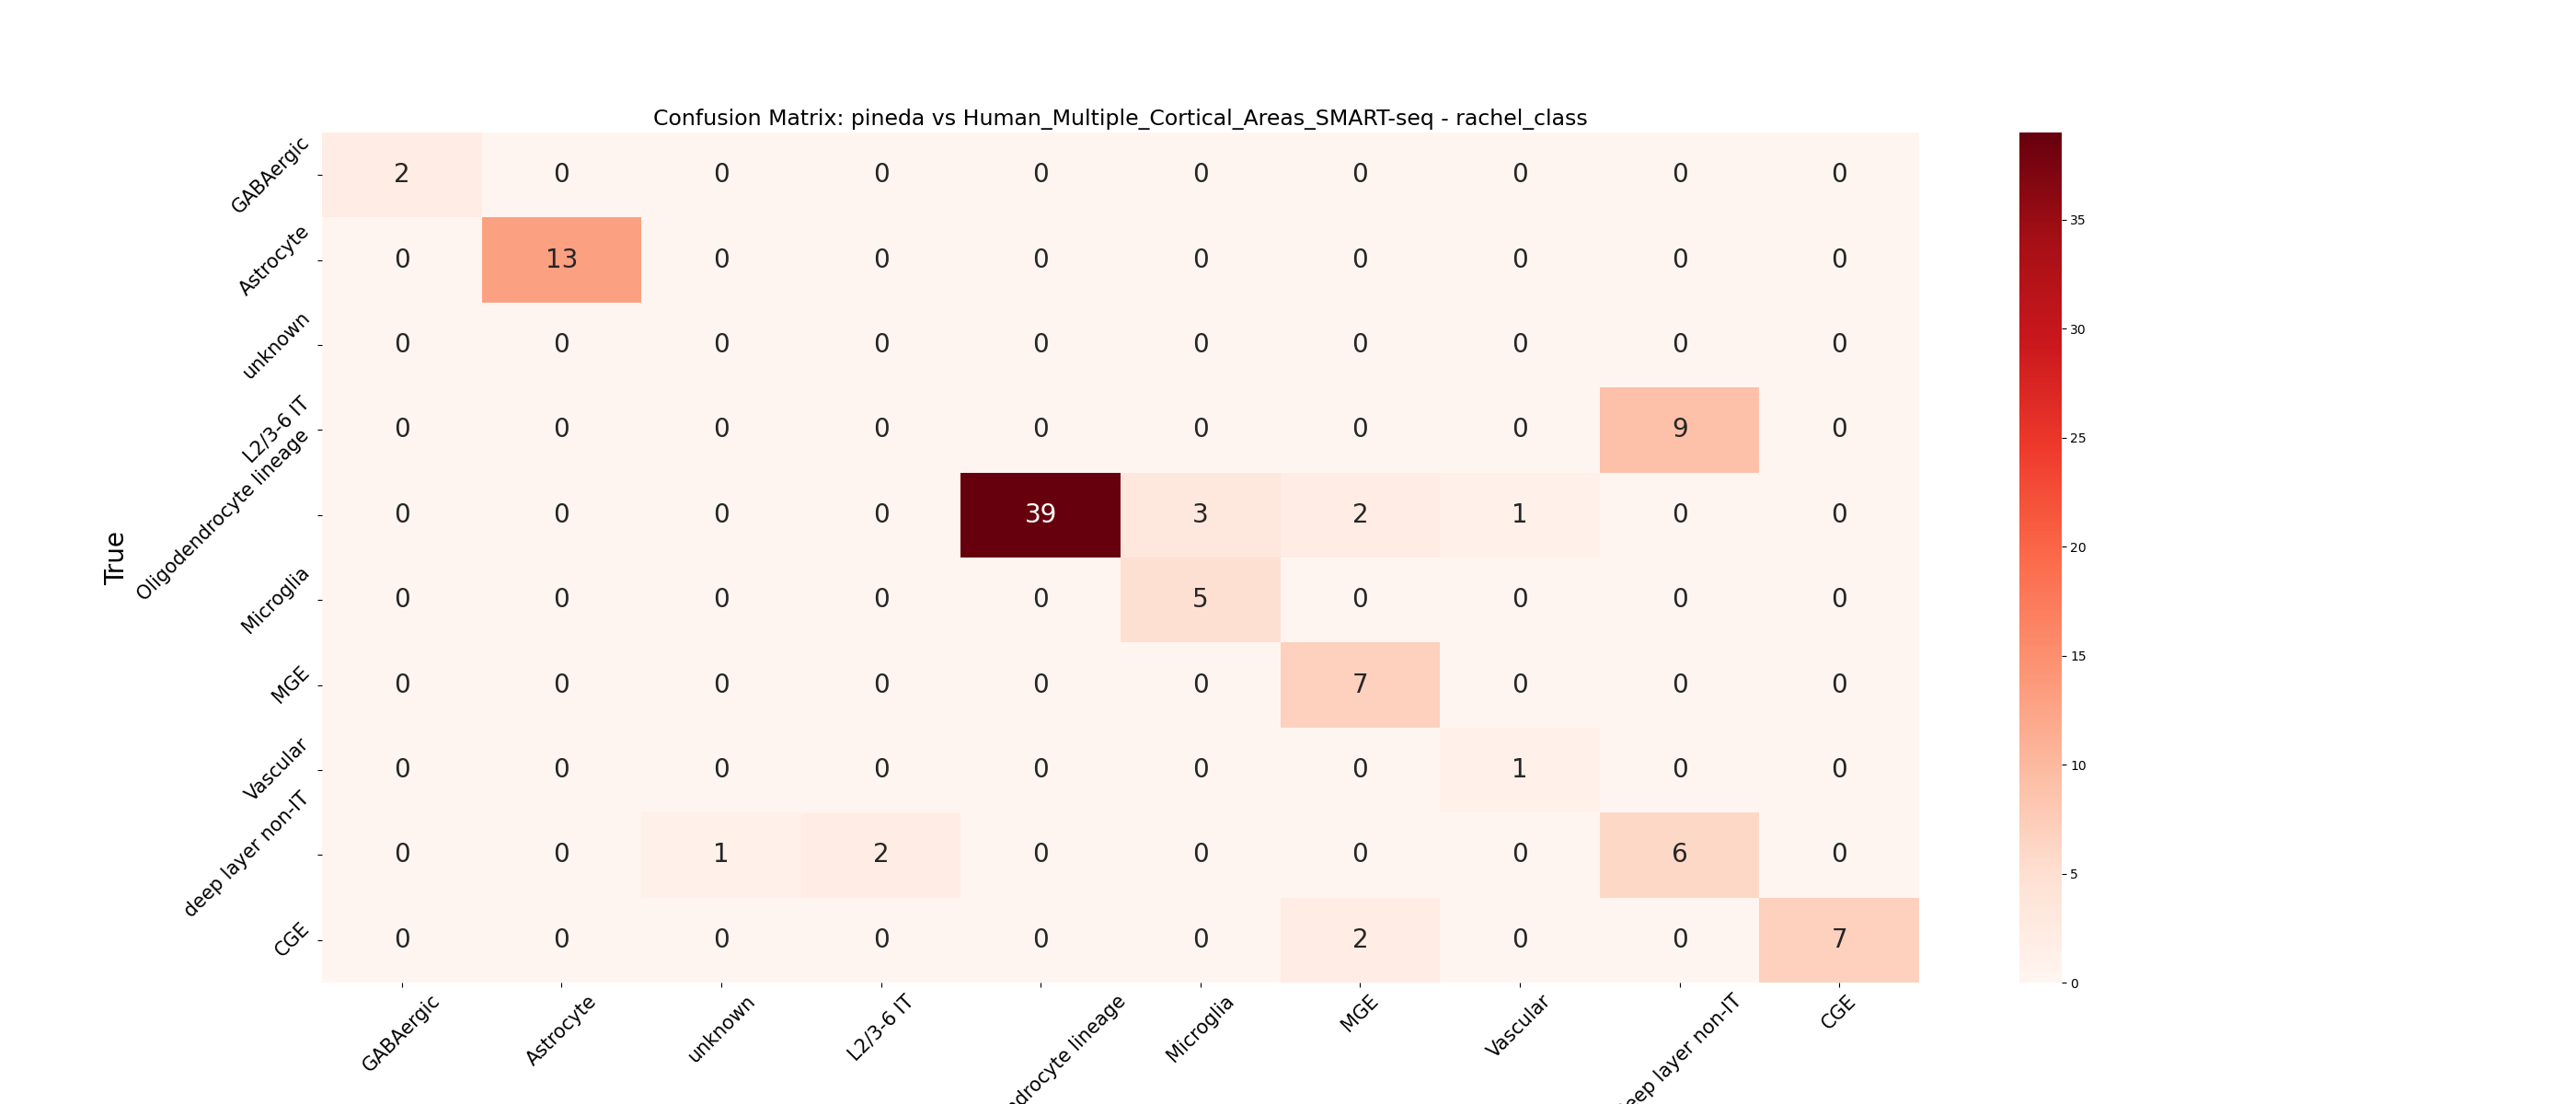 Confusion Matrix: pineda vs Human_Multiple_Cortical_Areas_SMART-seq - rachel_class
True
GABAergic 2 0 0 0 0 0 0 0 0 0
Astrocyte 0 13 0 0 0 0 0 0 0 0
unknown 0 0 0 0 0 0 0 0 0 0
L2/3-6 IT 0 0 0 0 0 0 0 0 9 0
Oligodendrocyte lineage 0 0 0 0 39 3 2 1 0 0
Microglia 0 0 0 0 0 5 0 0 0 0
MGE 0 0 0 0 0 0 7 0 0 0
Vascular 0 0 0 0 0 0 0 1 0 0
deep layer non-IT 0 0 1 2 0 0 0 0 6 0
CGE 0 0 0 0 0 0 2 0 0 7
GABAergic Astrocyte unknown L2/3-6 IT ndrocyte lineage Microglia MGE Vascular eep layer non-IT CGE
35
30
25
20
15
10
5
0